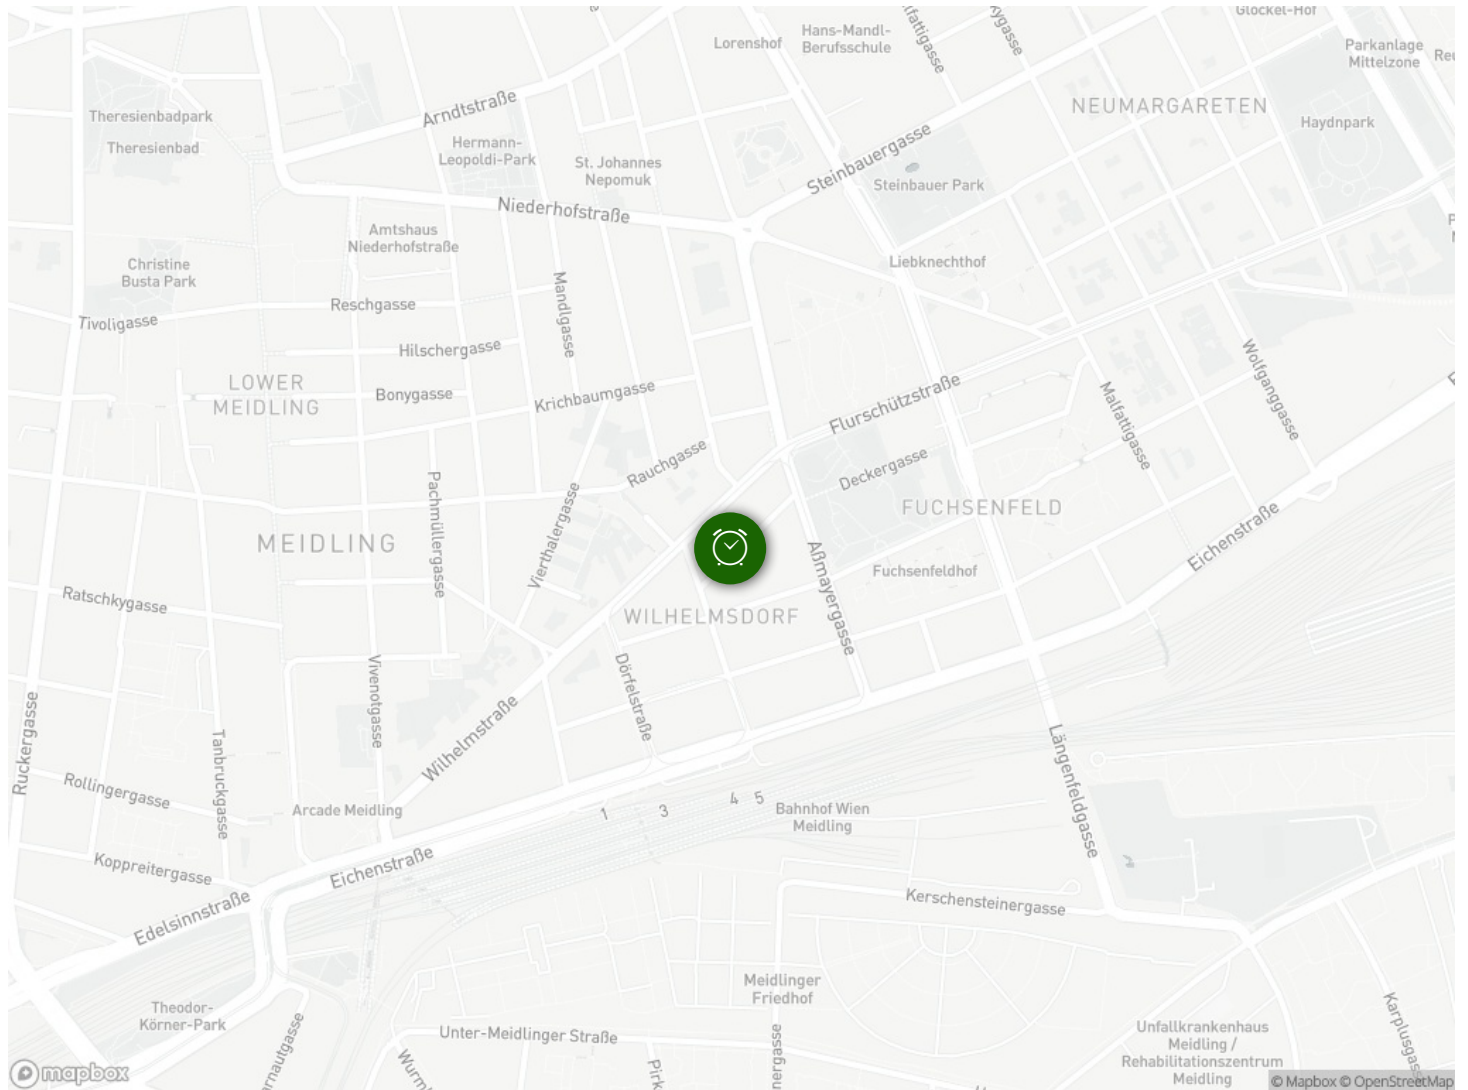 Glöckel-Hof
Lorenshof
Hans-Mandl-
Berufsschule
Parkanlage
Mittelzone
Arndtstraße
NEUMARGARETEN
Theresienbadpark
Theresienbad
Haydnpark
Hermann-
Leopoldi-Park
St. Johannes
Nepomuk
Steinbauergasse
Steinbauer Park
Niederhofstraße
Amtshaus
Niederhofstraße
Christine
Busta Park
Liebknechthof
Mandlgasse
Reschgasse
Tivoligasse
Hilschergasse
Wolfganggasse
LOWER
MEIDLING
Bonygasse
Krichbaumgasse
Flurschützstraße
Malfattigasse
Rauchgasse
Deckergasse
Pachmüllergasse
Vierthalergasse
FUCHSENFELD
MEIDLING
Eichenstraße
Aßmayergasse
Fuchsenfeldhof
Ratschkygasse
WILHELMSDORF
Vivenotgasse
Dörfelstraße
Ruckergasse
Wilhelmstraße
Tanbruckgasse
Längenfeldgasse
Rollingergasse
Arcade Meidling
1
3
4
5
Bahnhof Wien
Meidling
Koppreitergasse
Eichenstraße
Edelsinnstraße
Kerschensteinergasse
Meidlinger
Friedhof
Theodor-
Körner-Park
Unter-Meidlinger Straße
Karplusgasse
Unfallkrankenhaus
Meidling /
Rehabilitationszentrum
Meidling
mapbox
© Mapbox © OpenStreetMap